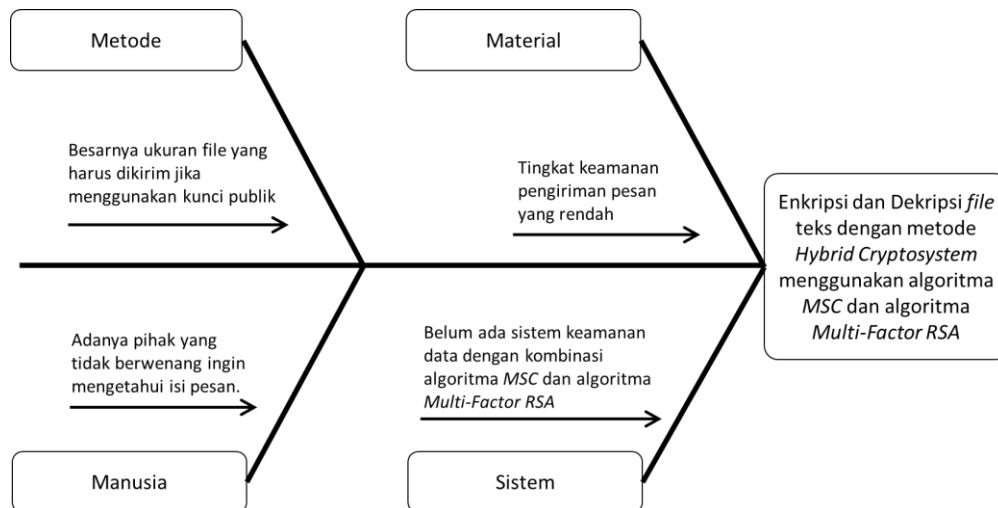 Metode
Material
Besarnya ukuran file yang
harus dikirim jika
menggunakan kunci publik
Tingkat keamanan
pengiriman pesan
yang rendah
Enkripsi dan Dekripsi file
teks dengan metode
Hybrid Cryptosystem
menggunakan algoritma
MSC dan algoritma
Multi-Factor RSA
Adanya pihak yang
tidak berwenang ingin
mengetahui isi pesan.
Belum ada sistem keamanan
data dengan kombinasi
algoritma MSC dan algoritma
Multi-Factor RSA
Manusia
Sistem